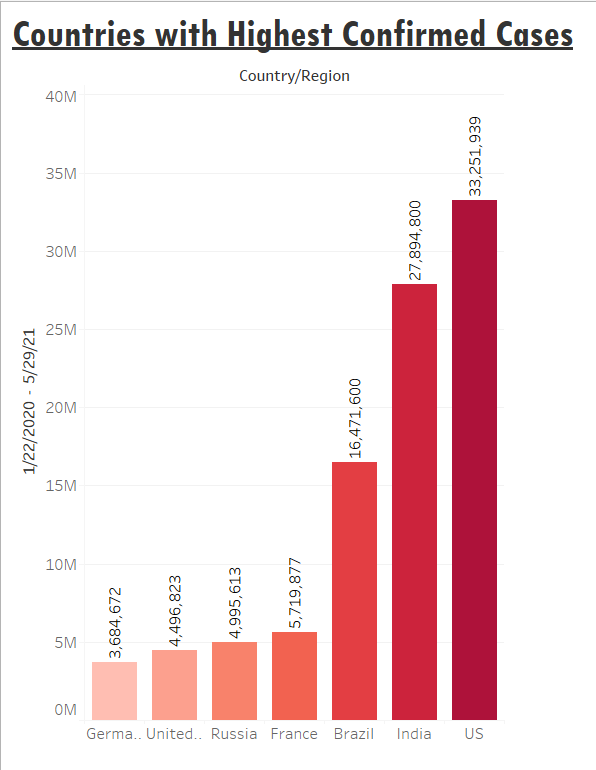 Countries with Highest Confirmed Cases
Country/Region
40M
35M
30M
25M
20M
15M
10M
5M
0M
1/22/2020 - 5/29/21
3,684,672
4,496,823
4,995,613
5,719,877
16,471,600
27,894,800
33,251,939
Germa.. United.. Russia France Brazil India US